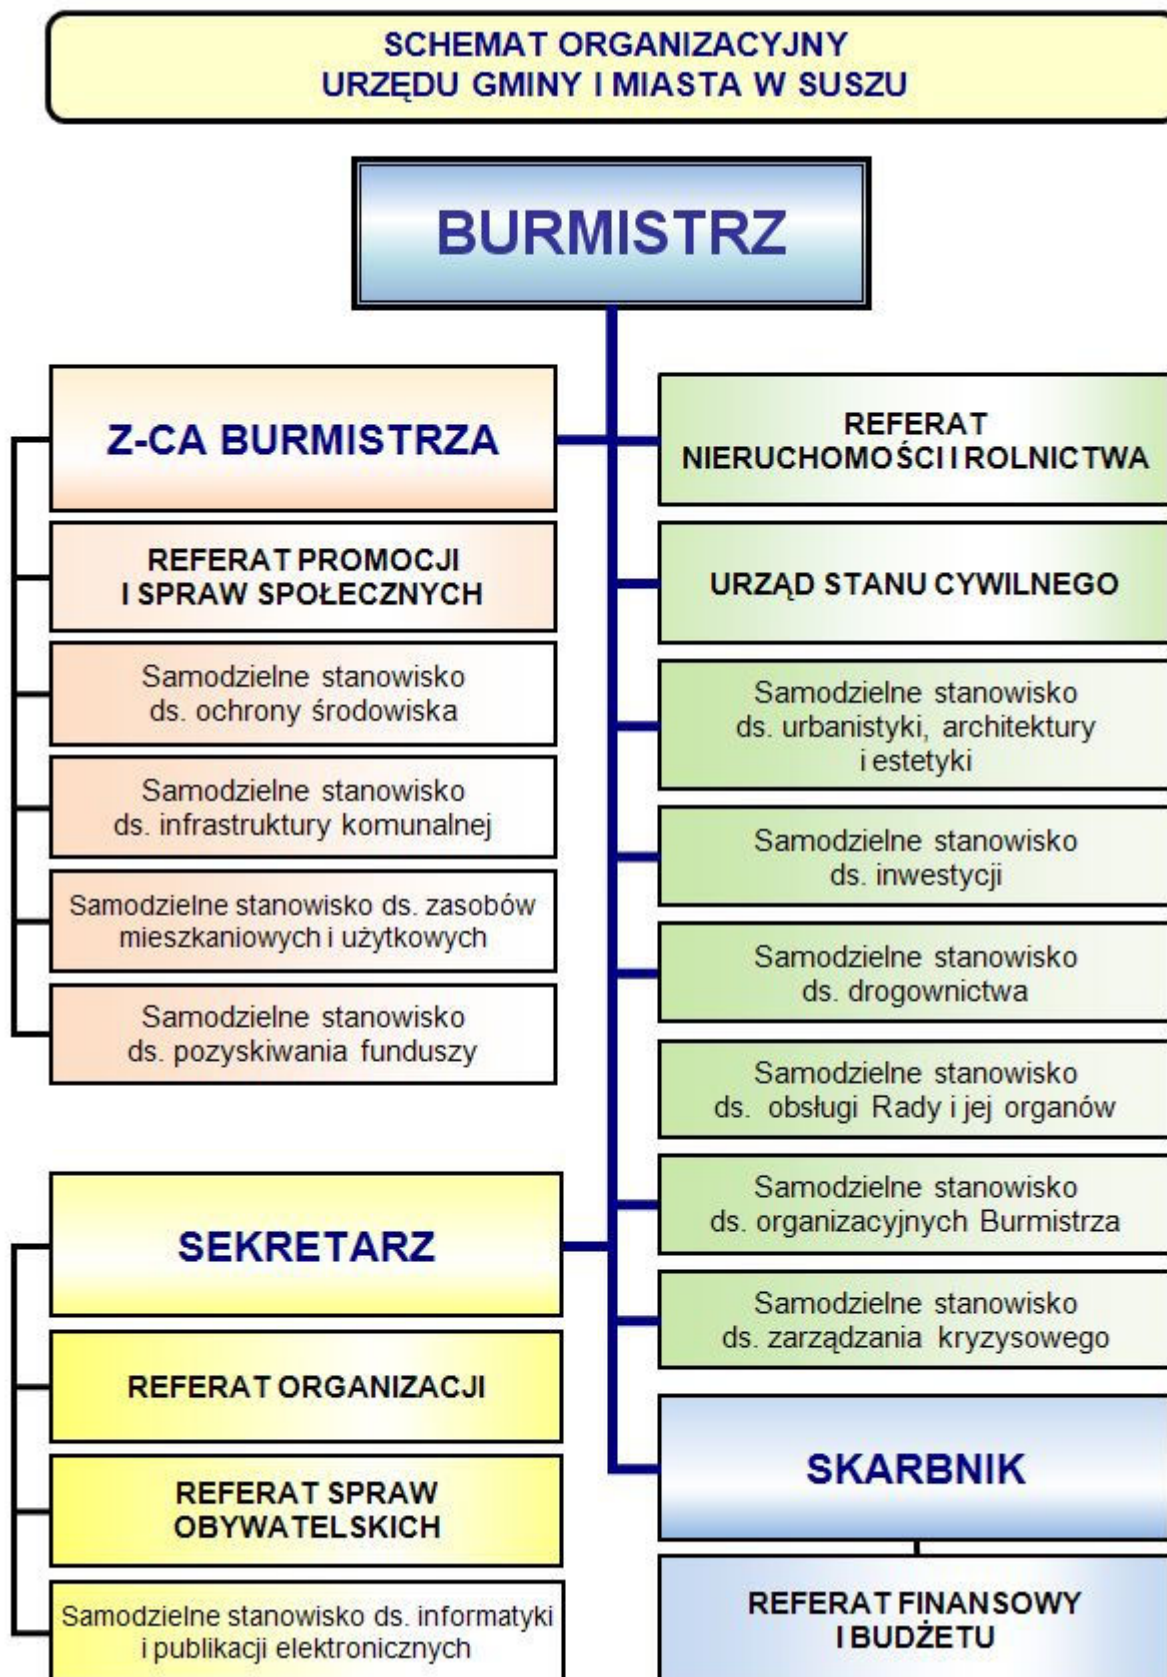 SCHEMAT ORGANIZACYJNY
URZĘDU GMINY I MIASTA W SUSZU
BURMISTRZ
Z-CA BURMISTRZA
REFERAT PROMOCJI
I SPRAW SPOŁECZNYCH
Samodzielne stanowisko
ds. ochrony środowiska
Samodzielne stanowisko
ds. infrastruktury komunalnej
Samodzielne stanowisko ds. zasobów
mieszkaniowych i użytkowych
Samodzielne stanowisko
ds. pozyskiwania funduszy
SEKRETARZ
REFERAT ORGANIZACJI
REFERAT SPRAW
OBYWATELSKICH
Samodzielne stanowisko ds. informatyki
i publikacji elektronicznych
REFERAT
NIERUCHOMOŚCI I ROLNICTWA
URZĄD STANU CYWILNEGO
Samodzielne stanowisko
ds. urbanistyki, architektury
i estetyki
Samodzielne stanowisko
ds. inwestycji
Samodzielne stanowisko
ds. drogownictwa
Samodzielne stanowisko
ds. obsługi Rady i jej organów
Samodzielne stanowisko
ds. organizacyjnych Burmistrza
Samodzielne stanowisko
ds. zarządzania kryzysowego
SKARBNIK
REFERAT FINANSOWY
I BUDŻETU